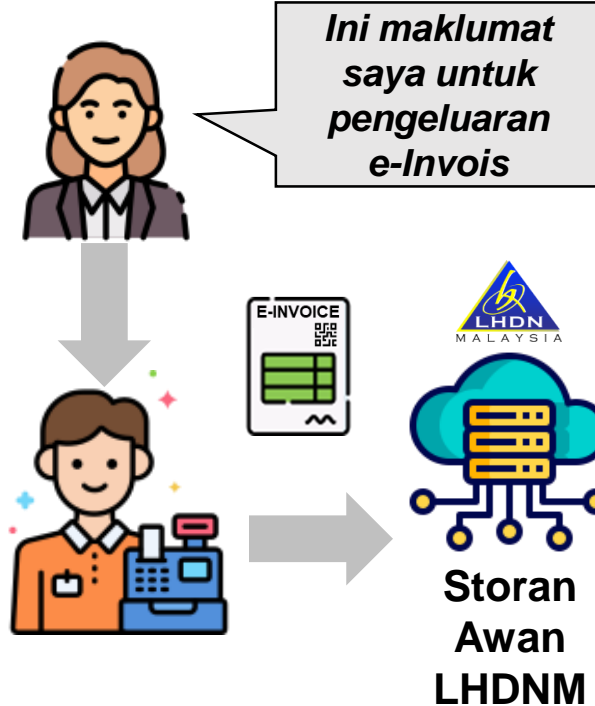 Ini maklumat
saya untuk
pengeluaran
e-Invois
E-INVOICE
LHDN
MALAYSIA
Storan
Awan
LHDNM